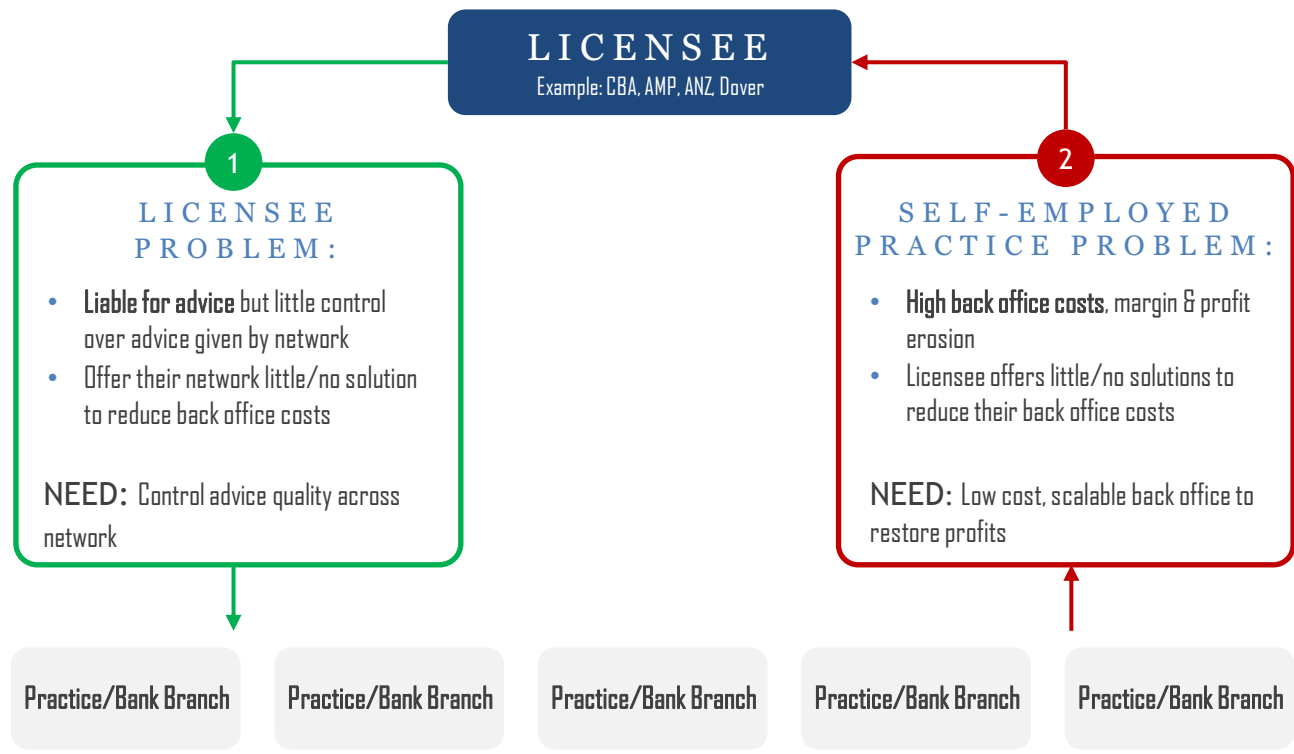 LICENSEE
Example: CBA, AMP, ANZ, Dover
1
LICENSEE
PROBLEM:
• Liable for advice but little control
over advice given by network
• Offer their network little/no solution
to reduce back office costs
NEED: Control advice quality across
network
2
SELF-EMPLOYED
PRACTICE PROBLEM:
• High back office costs, margin & profit
erosion
• Licensee offers little/no solutions to
reduce their back office costs
NEED: Low cost, scalable back office to
restore profits
Practice/Bank Branch
Practice/Bank Branch
Practice/Bank Branch
Practice/Bank Branch
Practice/Bank Branch